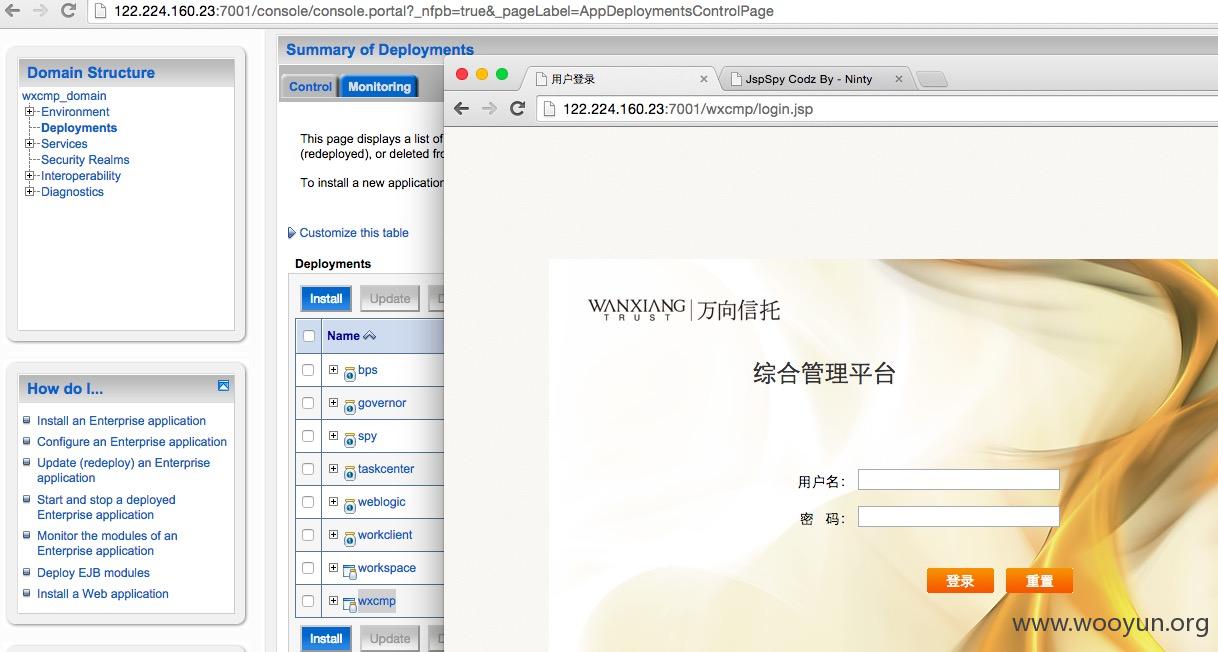 122.224.160.23:7001/console/console.portal?_nfpb=true&_pageLabel=AppDeploymentsControlPage
Domain Structure
wxcmp_domain
Environment
Deployments
Services
Security Realms
Interoperability
Diagnostics
How do I...
Install an Enterprise application
Configure an Enterprise application
Update (redeploy) an Enterprise
application
Start and stop a deployed
Enterprise application
Monitor the modules of an
Enterprise application
Deploy EJB modules
Install a Web application
Summary of Deployments
Control Monitoring
This page displays a list of
(redeployed), or deleted
To install a new application
Customize this table
Deployments
Install Update
Name
bps
governor
spy
taskcenter
weblogic
workclient
workspace
wxcmp
Install Update
用户登录 JspSpy Codz By - Ninty
122.224.160.23:7001/wxcmp/login.jsp
WANXIANG TRUST 万向信托
综合管理平台
用户名:
密 码:
登录 重置
www.wooyun.org